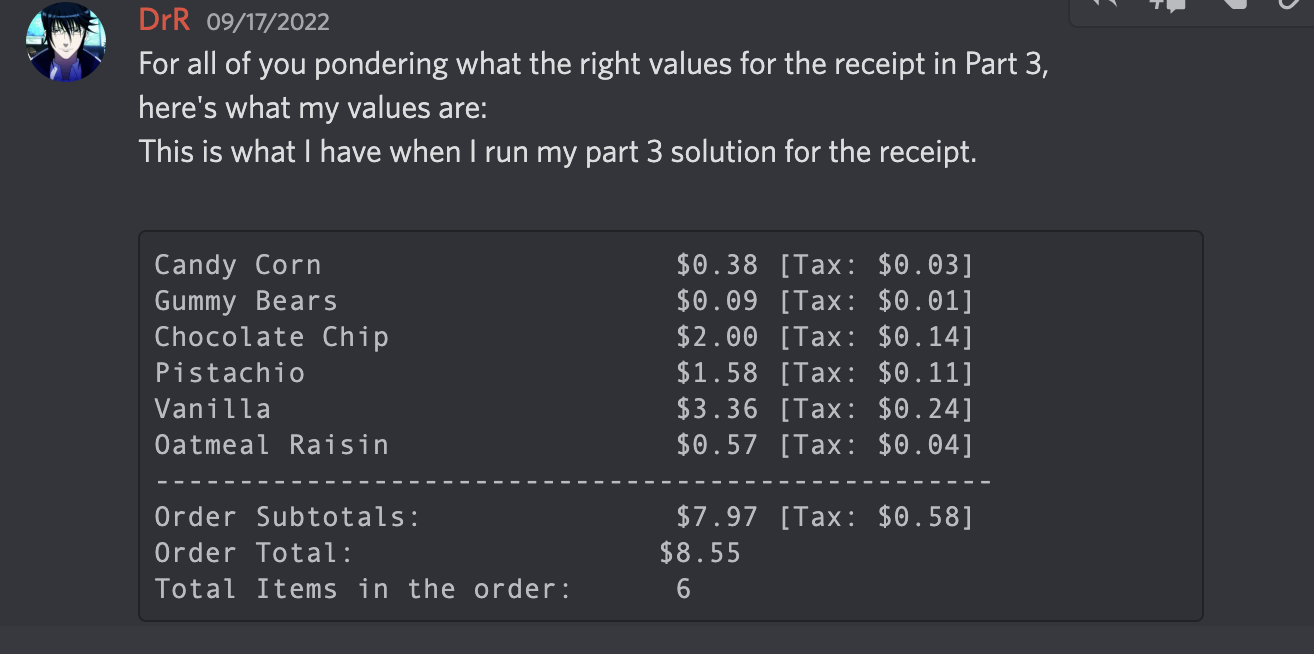 DrR 09/17/2022
For all of you pondering what the right values for the receipt in Part 3,
here's what my values are:
This is what I have when I run my part 3 solution for the receipt.
Candy Corn $0.38 [Tax: $0.03]
Gummy Bears $0.09 [Tax: $0.01]
Chocolate Chip $2.00 [Tax: $0.14]
Pistachio $1.58 [Tax: $0.11]
Vanilla $3.36 [Tax: $0.24]
Oatmeal Raisin $0.57 [Tax: $0.04]
--------------------------------------------------
Order Subtotals: $7.97 [Tax: $0.58]
Order Total: $8.55
Total Items in the order: 6